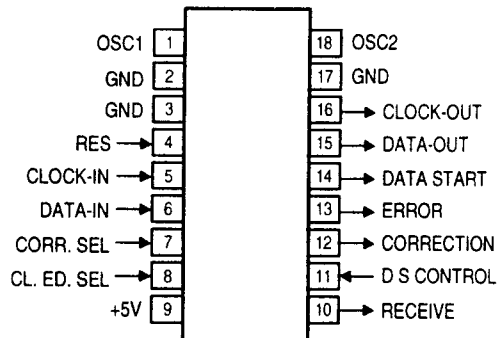 OSC1 1 18 OSC2
GND 2 17 GND
GND 3 16 CLOCK-OUT
RES 4 15 DATA-OUT
CLOCK-IN 5 14 DATA START
DATA-IN 6 13 ERROR
CORR. SEL 7 12 CORRECTION
CL. ED. SEL 8 11 D S CONTROL
+5V 9 10 RECEIVE